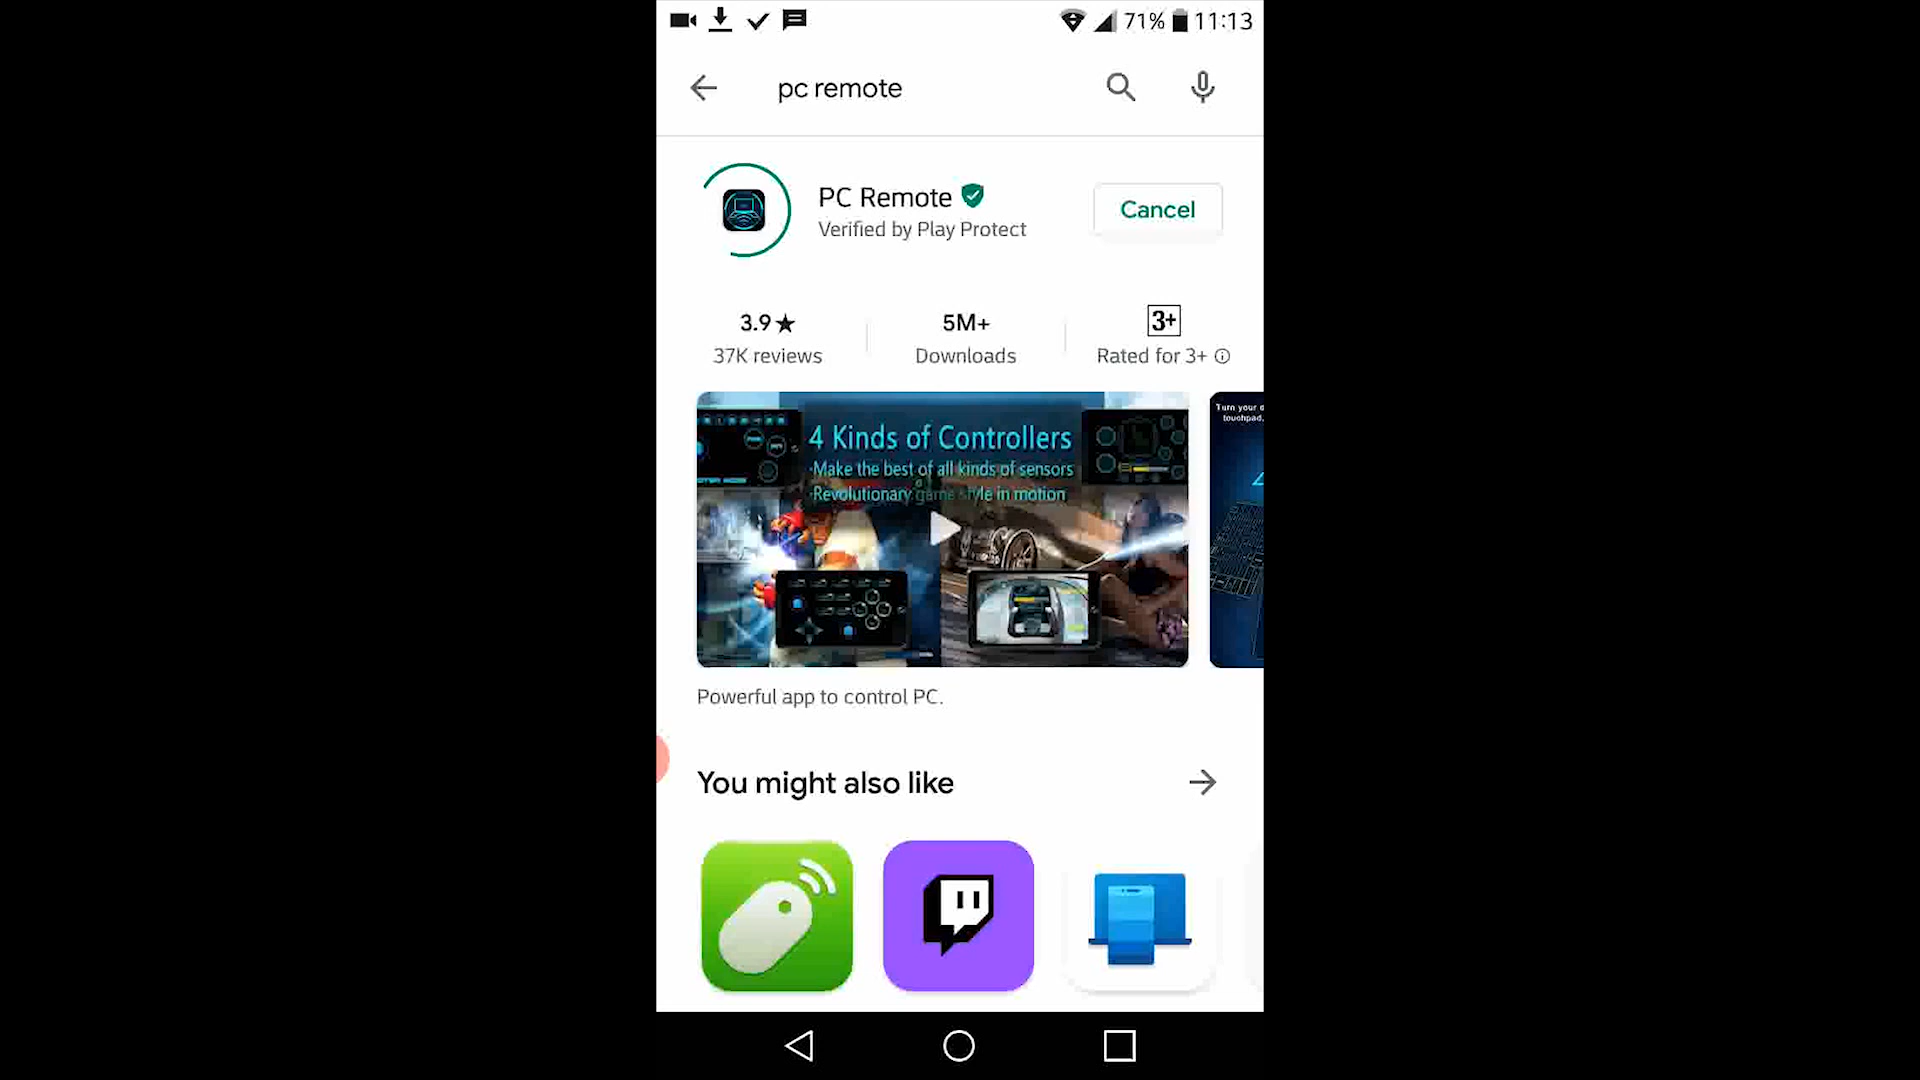 71% 11:13
pc remote
PC Remote
Verified by Play Protect
Cancel
3.9★
37K reviews
5M+
Downloads
3+
Rated for 3+
4 Kinds of Controllers
·Make the best of all kinds of sensors
·Revolutionary game style in motion
Turn your
touchpad,
Powerful app to control PC.
You might also like